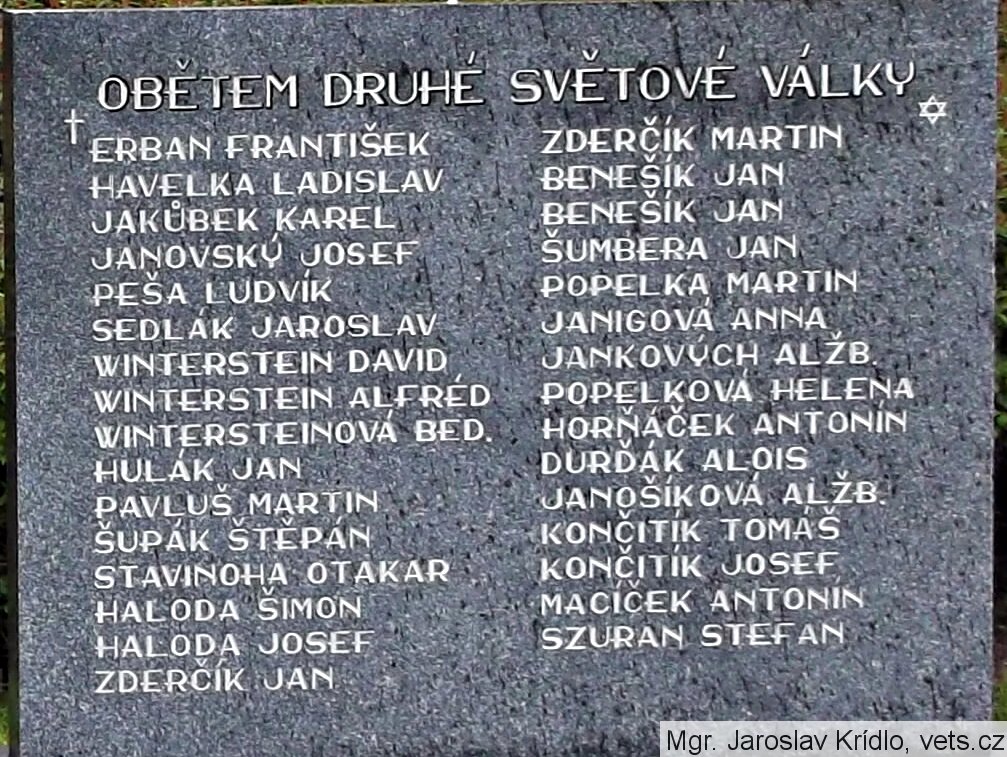 OBĚTEM DRUHÉ SVĚTOVÉ VÁLKY
ERBAN FRANTIŠEK
HAVELKA LADISLAV
JAKŮBEK KAREL
JANOVSKÝ JOSEF
PEŠA LUDVÍK
SEDLÁK JAROSLAV
WINTERSTEIN DAVID
WINTERSTEIN ALFRÉD
WINTERSTEINOVÁ BED.
HULÁK JAN
PAVLUŠ MARTIN
ŠUPÁK ŠTĚPÁN
STAVINOHA OTAKAR
HALODA ŠIMON
HALODA JOSEF
ZDERČÍK JAN
ZDERČÍK MARTIN
BENEŠÍK JAN
BENEŠÍK JAN
ŠUMBERA JAN
POPELKA MARTIN
JANIGOVÁ ANNA
JANKOVÝCH ALŽB.
POPELKOVÁ HELENA
HORŇÁČEK ANTONÍN
DURĎÁK ALOIS
JANOŠÍKOVÁ ALŽB.
KONČITÍK TOMÁŠ
KONČITÍK JOSEF
MACÍČEK ANTONÍN
SZURAN STEFAN
Mgr. Jaroslav Krídlo, vets.cz